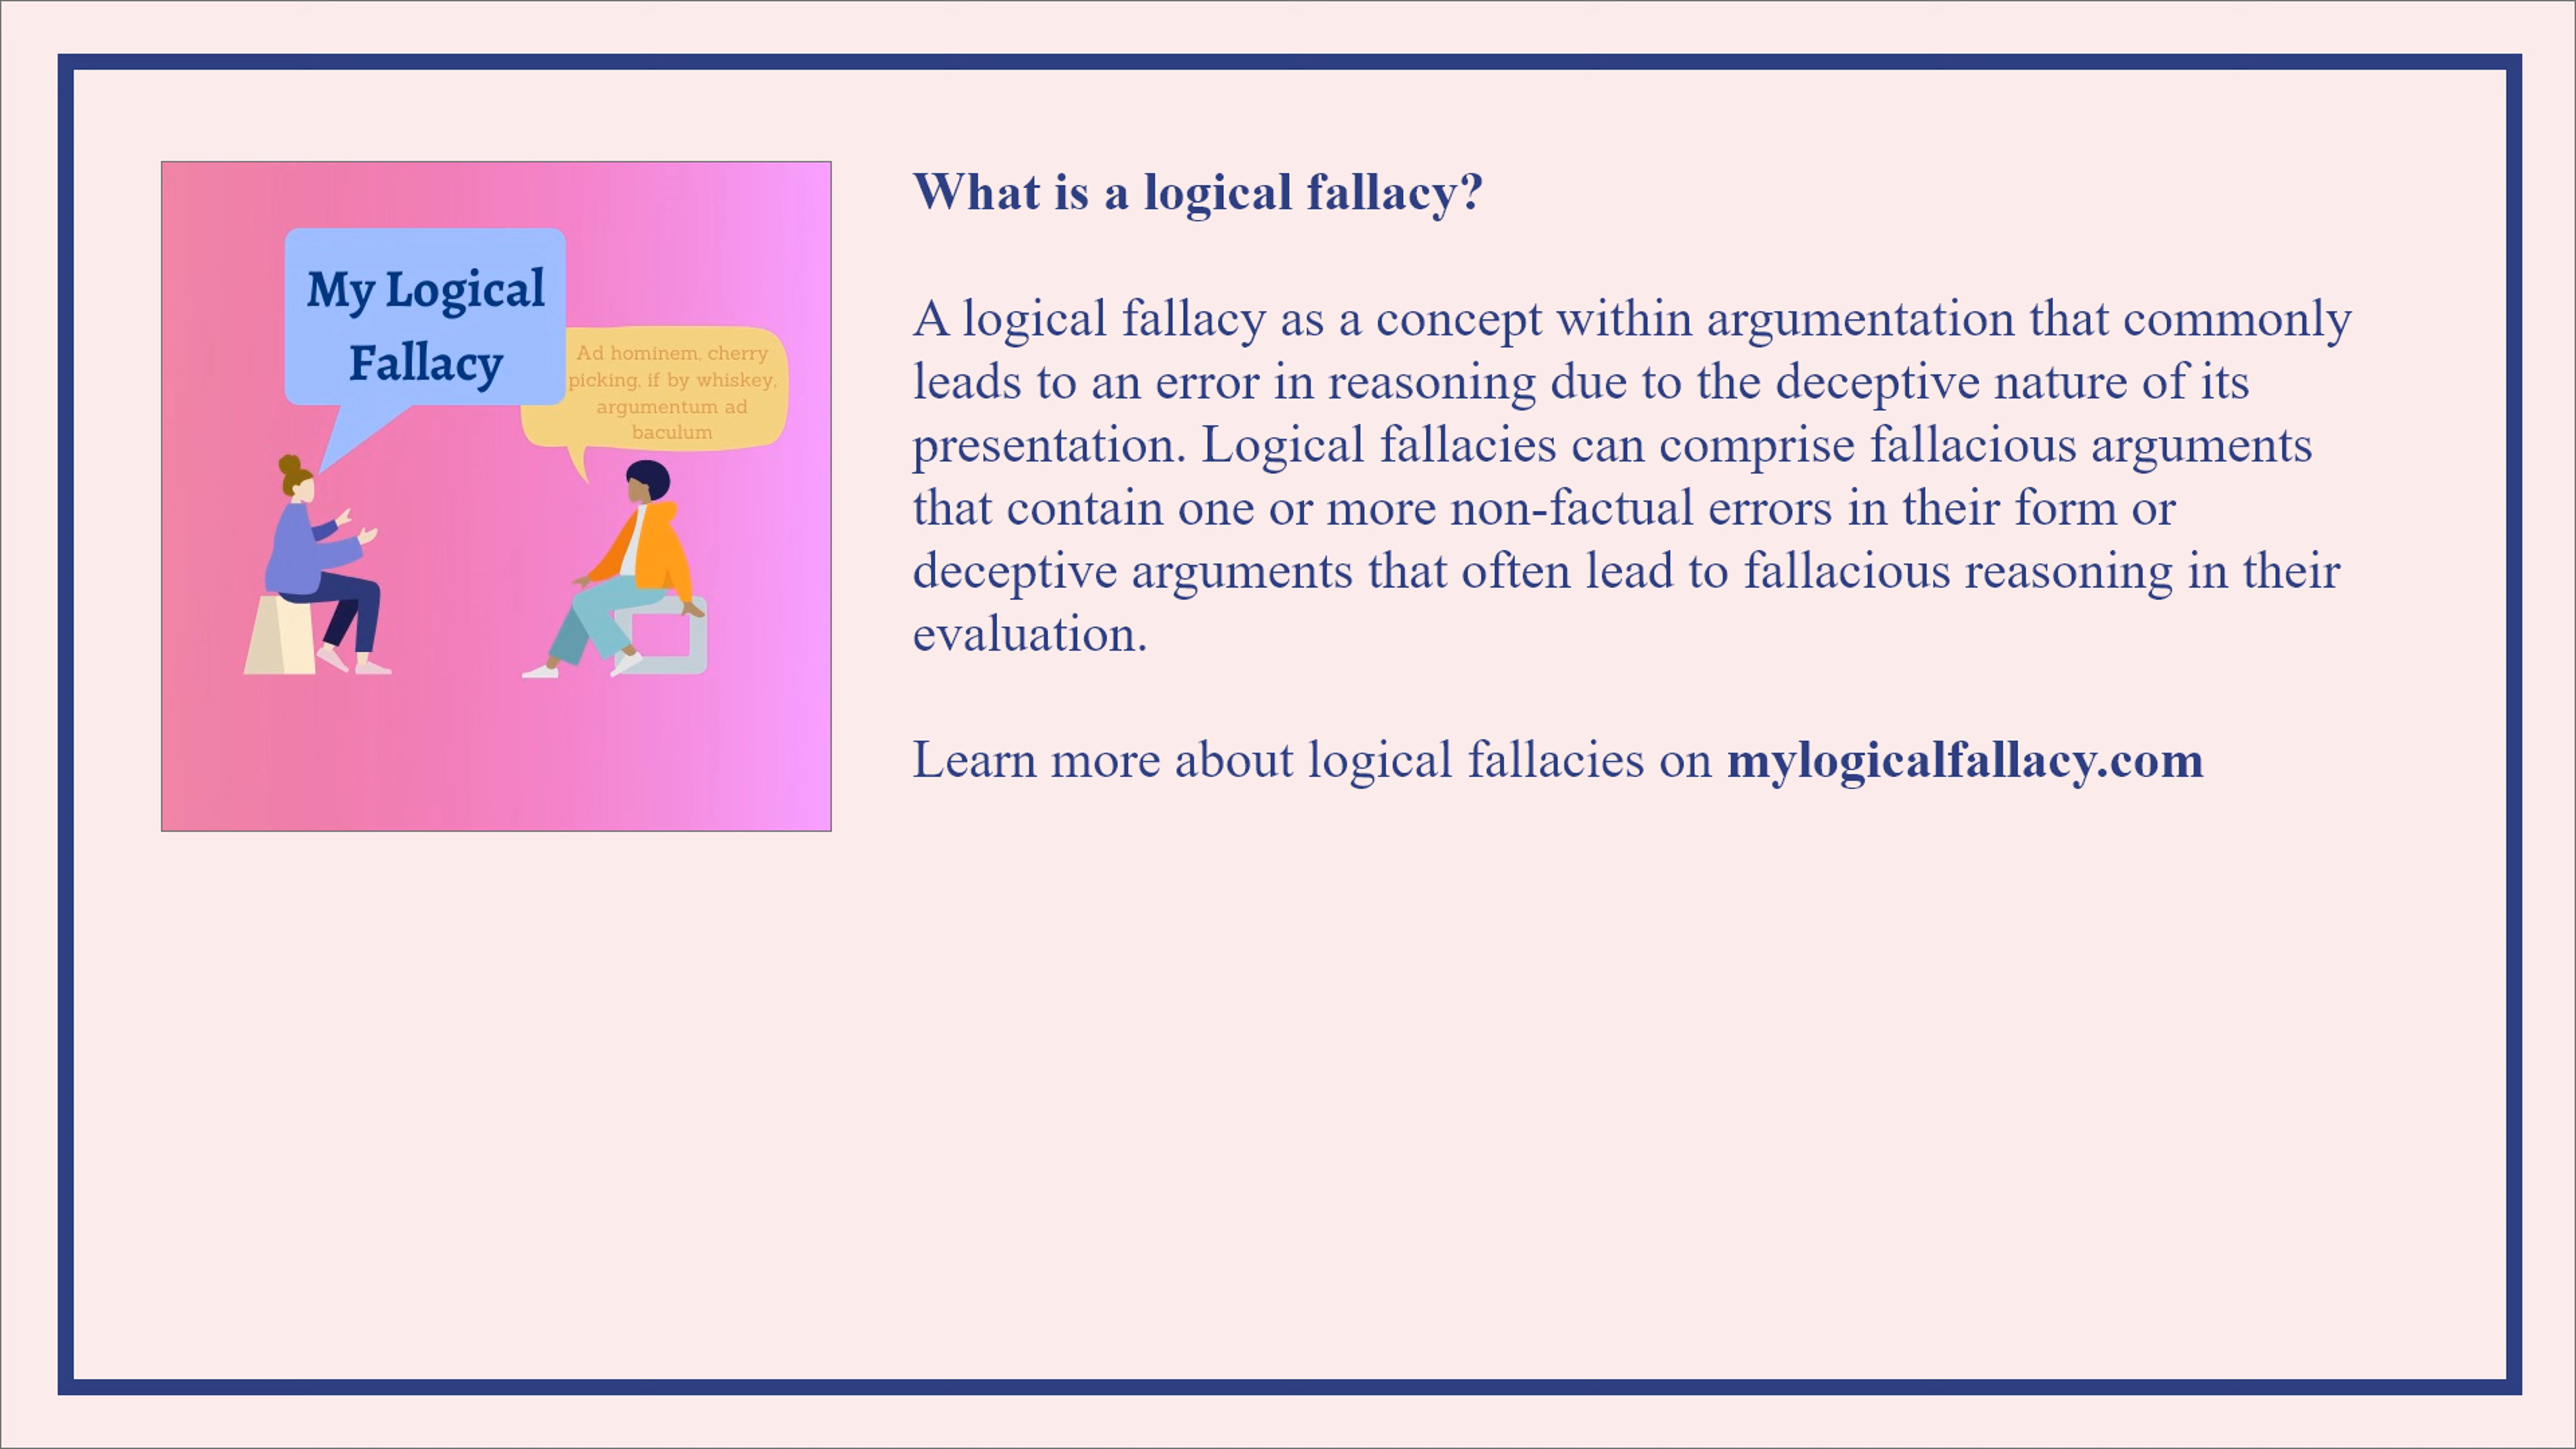 My Logical
Fallacy
Ad hominem, cherry
picking, if by whiskey,
argumentum ad
baculum
What is a logical fallacy?
A logical fallacy as a concept within argumentation that commonly
leads to an error in reasoning due to the deceptive nature of its
presentation. Logical fallacies can comprise fallacious arguments
that contain one or more non-factual errors in their form or
deceptive arguments that often lead to fallacious reasoning in their
evaluation.
Learn more about logical fallacies on mylogicalfallacy.com